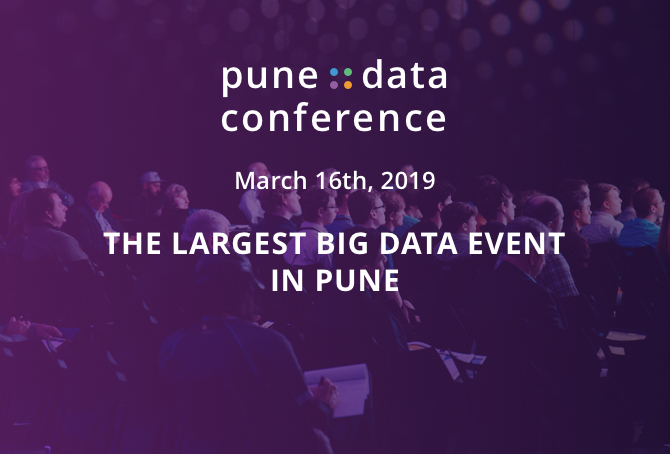 pune data
conference
March 16th, 2019
THE LARGEST BIG DATA EVENT
IN PUNE